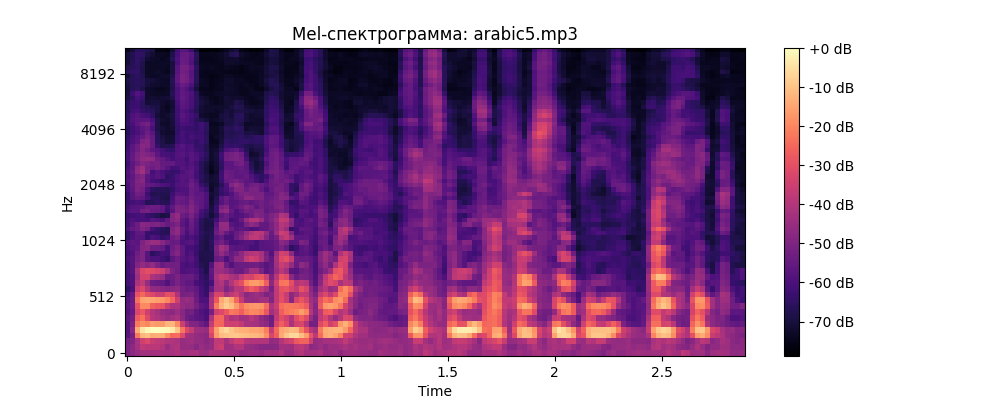 Mel-спектрограмма: arabic5.mp3
+0 dB
8192
-10 dB
4096
-20 dB
-30 dB
2048
Hz
-40 dB
1024
-50 dB
512
-60 dB
-70 dB
0
0 0.5 1 1.5 2 2.5
Time